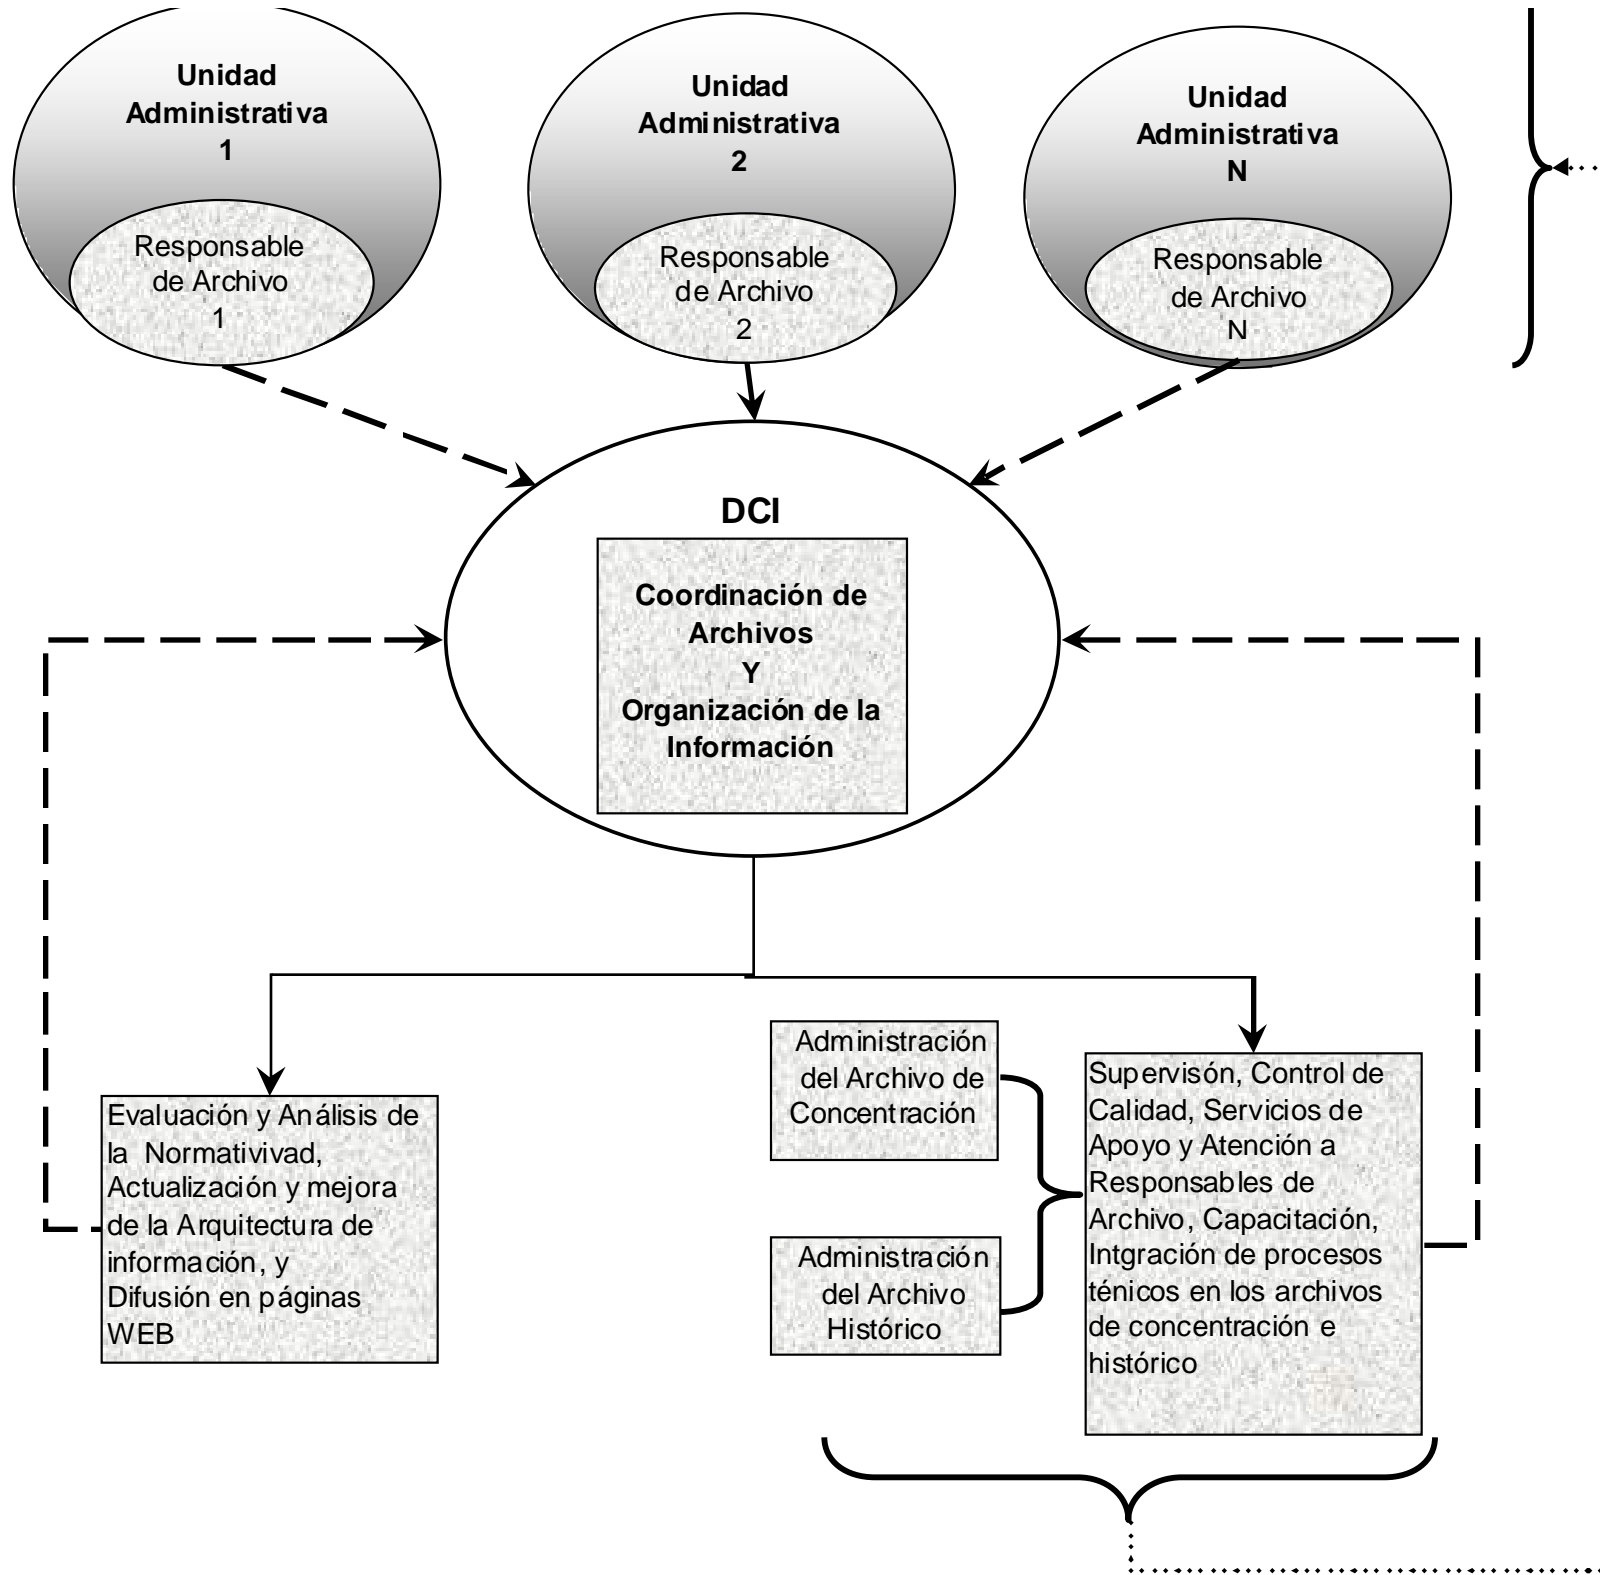 Unidad
Administrativa
1
Responsable
de Archivo
1
Unidad
Administrativa
2
Responsable
de Archivo
2
Unidad
Administrativa
N
Responsable
de Archivo
N
DCI
Coordinación de
Archivos
Y
Organización de la
Información
Evaluación y Análisis de
la Normativivad,
Actualización y mejora
de la Arquitectura de
información, y
Difusión en páginas
WEB
Administración
del Archivo de
Concentración
Administración
del Archivo
Histórico
Supervisón, Control de
Calidad, Servicios de
Apoyo y Atención a
Responsables de
Archivo, Capacitación,
Intgración de procesos
ténicos en los archivos
de concentración e
histórico